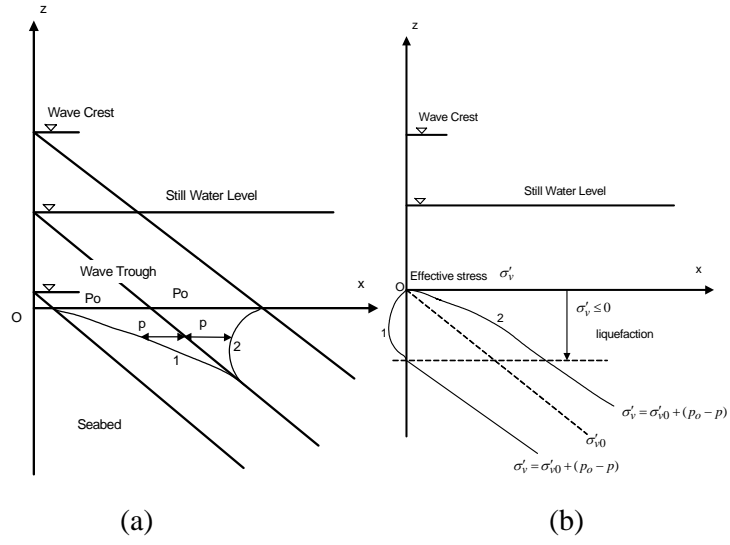 z
Wave Crest
Still Water Level
Wave Trough
x
Po
Po
O
p
p
1
2
Seabed
(a)
z
Wave Crest
Still Water Level
Effective stress σ′v
x
O
σ′v ≤ 0
liquefaction
1
2
σ′v = σ′v0 + (po − p)
σ′v0
σ′v = σ′v0 + (po − p)
(b)